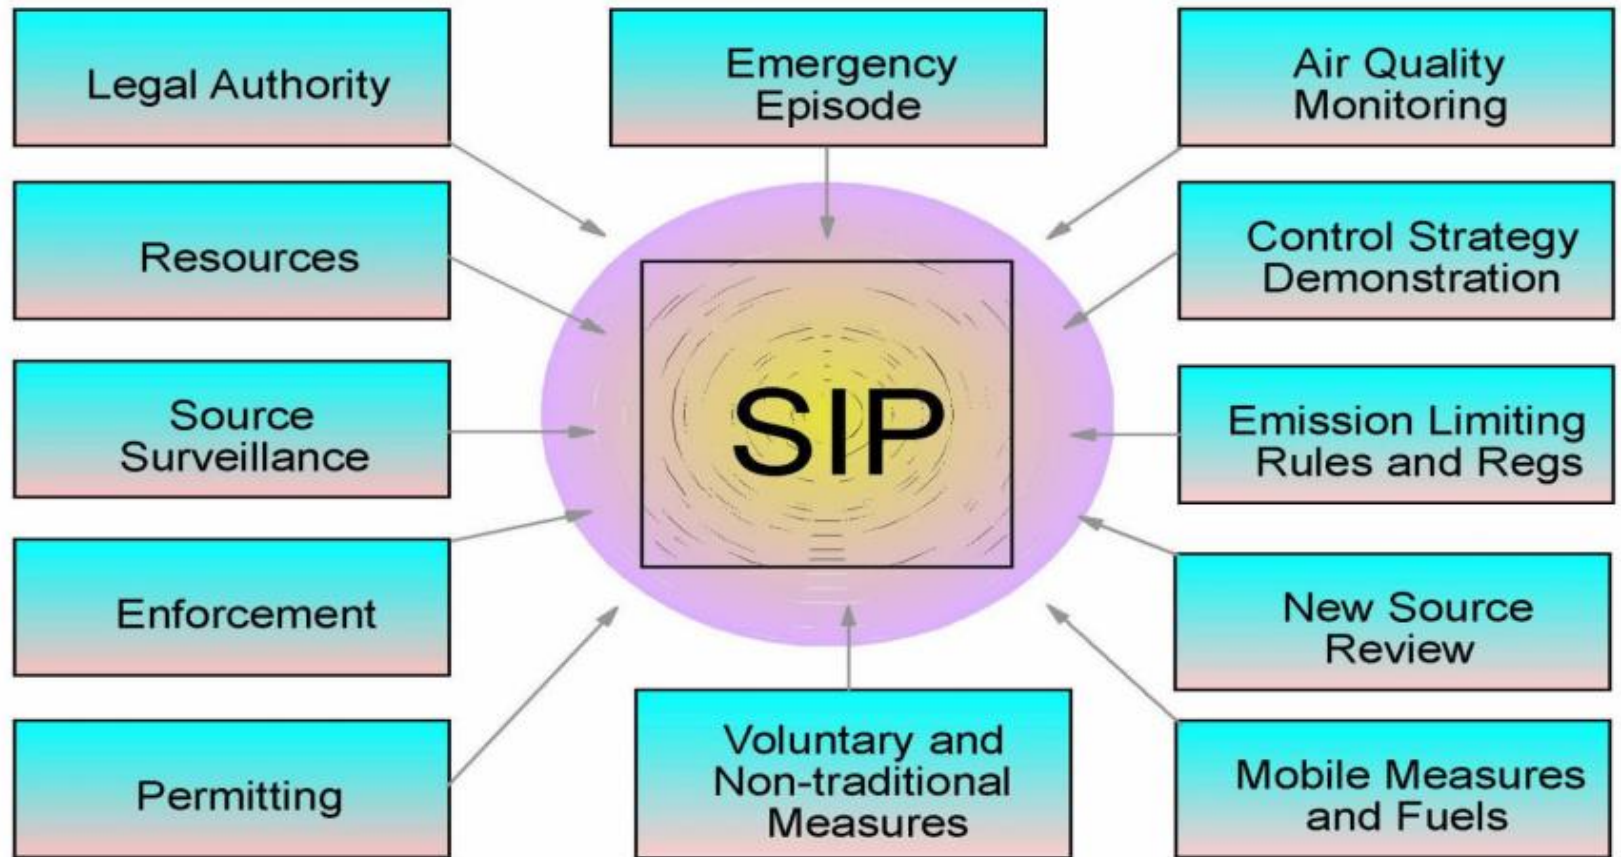 Legal Authority
Emergency
Episode
Air Quality
Monitoring
Resources
Control Strategy
Demonstration
Source
Surveillance
SIP
Emission Limiting
Rules and Regs
Enforcement
New Source
Review
Permitting
Voluntary and
Non-traditional
Measures
Mobile Measures
and Fuels